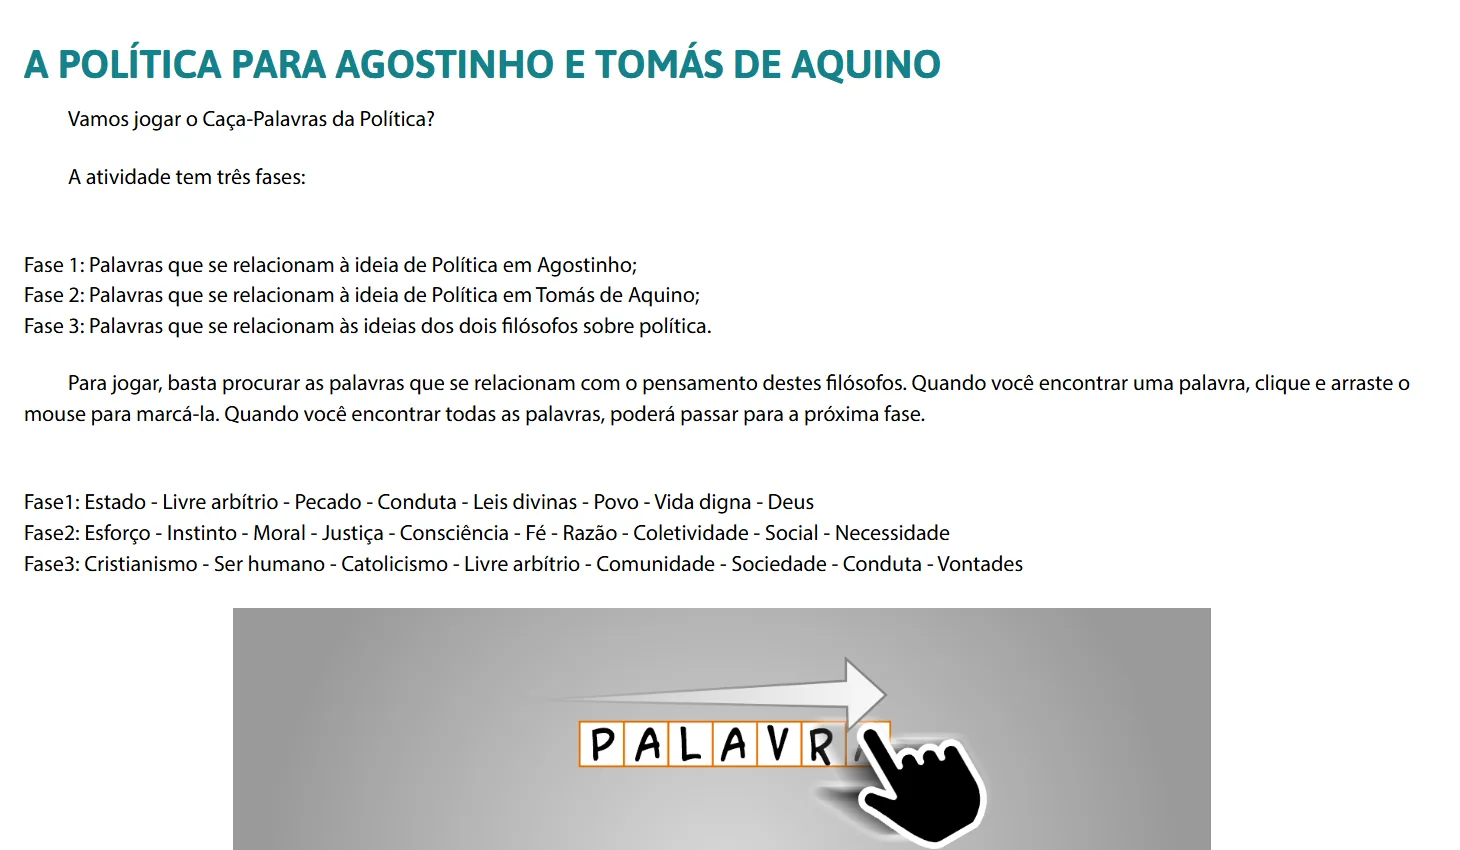 A POLÍTICA PARA AGOSTINHO E TOMÁS DE AQUINO
Vamos jogar o Caça-Palavras da Política?
A atividade tem três fases:
Fase 1: Palavras que se relacionam à ideia de Política em Agostinho;
Fase 2: Palavras que se relacionam à ideia de Política em Tomás de Aquino;
Fase 3: Palavras que se relacionam às ideias dos dois filósofos sobre política.
Para jogar, basta procurar as palavras que se relacionam com o pensamento destes filósofos. Quando você encontrar uma palavra, clique e arraste o
mouse para marcá-la. Quando você encontrar todas as palavras, poderá passar para a próxima fase.
Fase1: Estado - Livre arbítrio - Pecado - Conduta - Leis divinas - Povo - Vida digna - Deus
Fase2: Esforço - Instinto - Moral - Justiça - Consciência - Fé - Razão - Coletividade - Social - Necessidade
Fase3: Cristianismo - Ser humano - Catolicismo - Livre arbítrio - Comunidade - Sociedade - Conduta - Vontades
PALAVRA